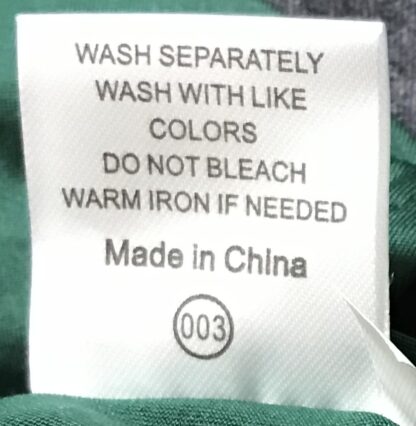 WASH SEPARATELY
WASH WITH LIKE
COLORS
DO NOT BLEACH
WARM IRON IF NEEDED
Made in China
003